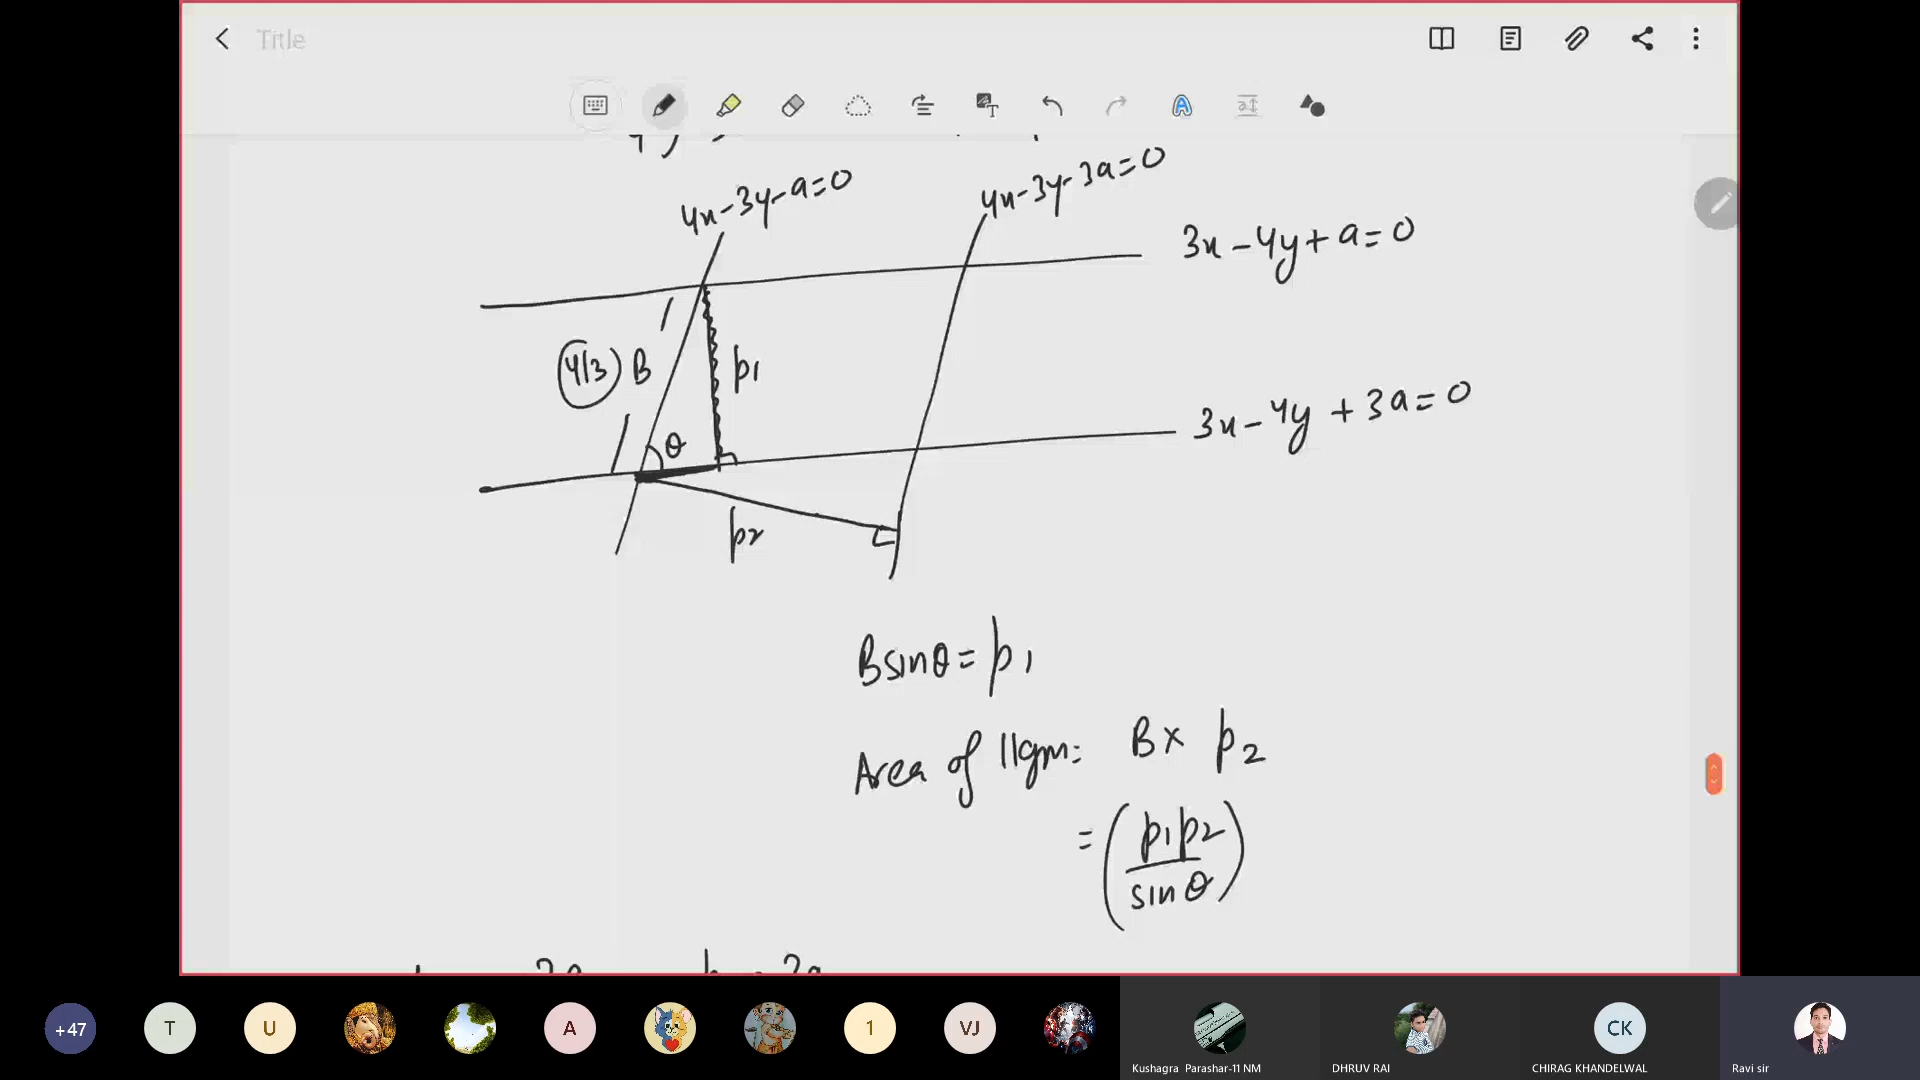 Title
4x-3y-a=0
4x-3y-3a=0
3x-4y+a=0
(4/3) B
p1
θ
3x-4y+3a=0
p2
Bsinθ=p1
Area of llgm: B× p2
= (p1p2
sinθ)
+47
T
U
A
1
VJ
CK
Kushagra Parashar-11 NM
DHRUV RAI
CHIRAG KHANDELWAL
Ravi sir